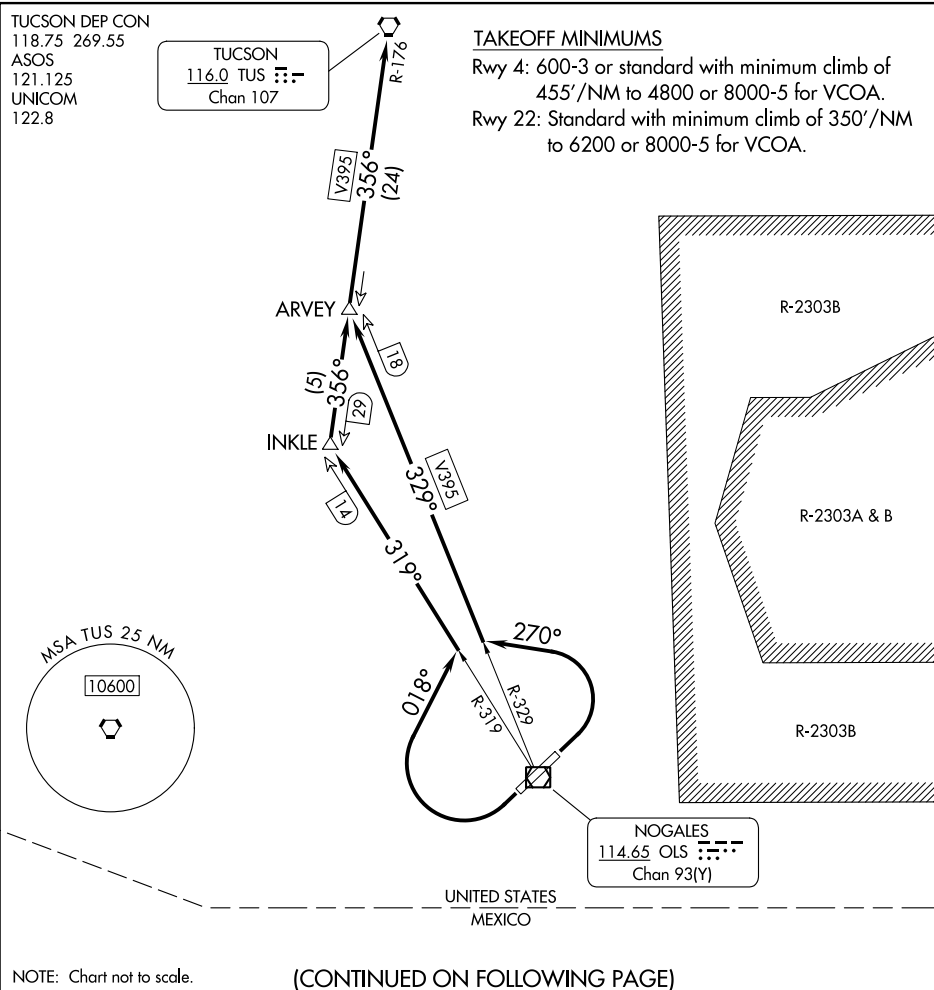 TUCSON DEP CON
118.75 269.55
ASOS
121.125
UNICOM
122.8
TUCSON
116.0 TUS
Chan 107
R-176
TAKEOFF MINIMUMS
Rwy 4: 600-3 or standard with minimum climb of
455'/NM to 4800 or 8000-5 for VCOA.
Rwy 22: Standard with minimum climb of 350'/NM
to 6200 or 8000-5 for VCOA.
V395
356°
(24)
ARVEY
18
(5)
356°
29
INKLE
14
V395
329°
319°
R-2303B
R-2303A & B
R-2303B
MSA TUS 25 NM
10600
018°
270°
R-319
R-329
NOGALES
114.65 OLS
Chan 93(Y)
UNITED STATES
MEXICO
NOTE: Chart not to scale.
(CONTINUED ON FOLLOWING PAGE)